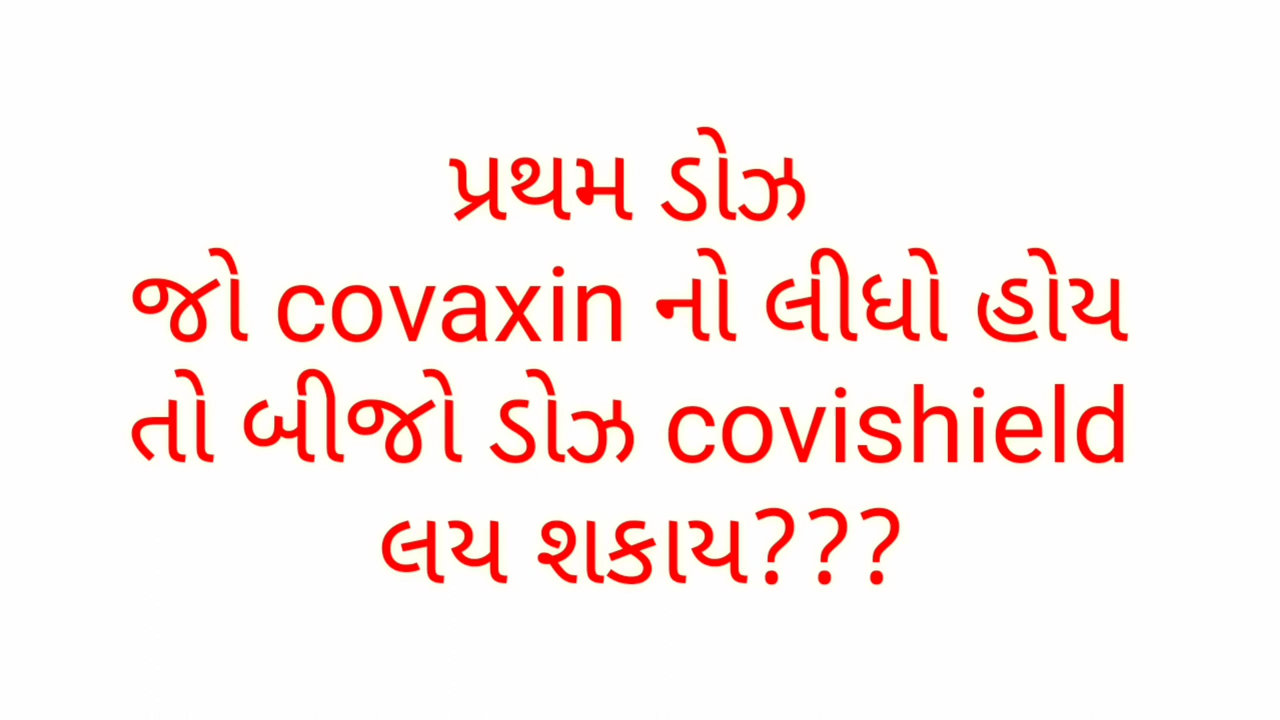 પ્રથમ ડોઝ
જો covaxin નો લીધો હોય
તો બીજો ડોઝ covishield
લય શકાય???